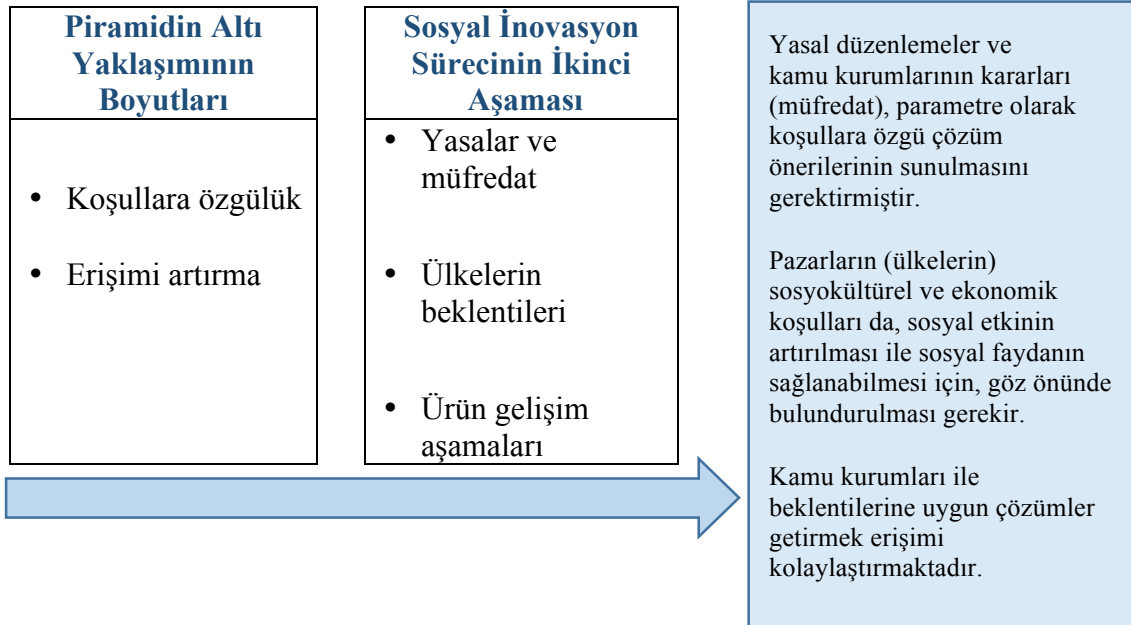 Piramidin Altı
Yaklaşımının
Boyutları
• Koşullara özgülük
• Erişimi artırma
Sosyal İnovasyon
Sürecinin İkinci
Aşaması
• Yasalar ve
müfredat
• Ülkelerin
beklentileri
• Ürün gelişim
aşamaları
Yasal düzenlemeler ve
kamu kurumlarının kararları
(müfredat), parametre olarak
koşullara özgü çözüm
önerilerinin sunulmasını
gerektirmiştir.
Pazarların (ülkelerin)
sosyokültürel ve ekonomik
koşulları da, sosyal etkinin
artırılması ile sosyal faydanın
sağlanabilmesi için, göz önünde
bulundurulması gerekir.
Kamu kurumları ile
beklentilerine uygun çözümler
getirmek erişimi
kolaylaştırmaktadır.